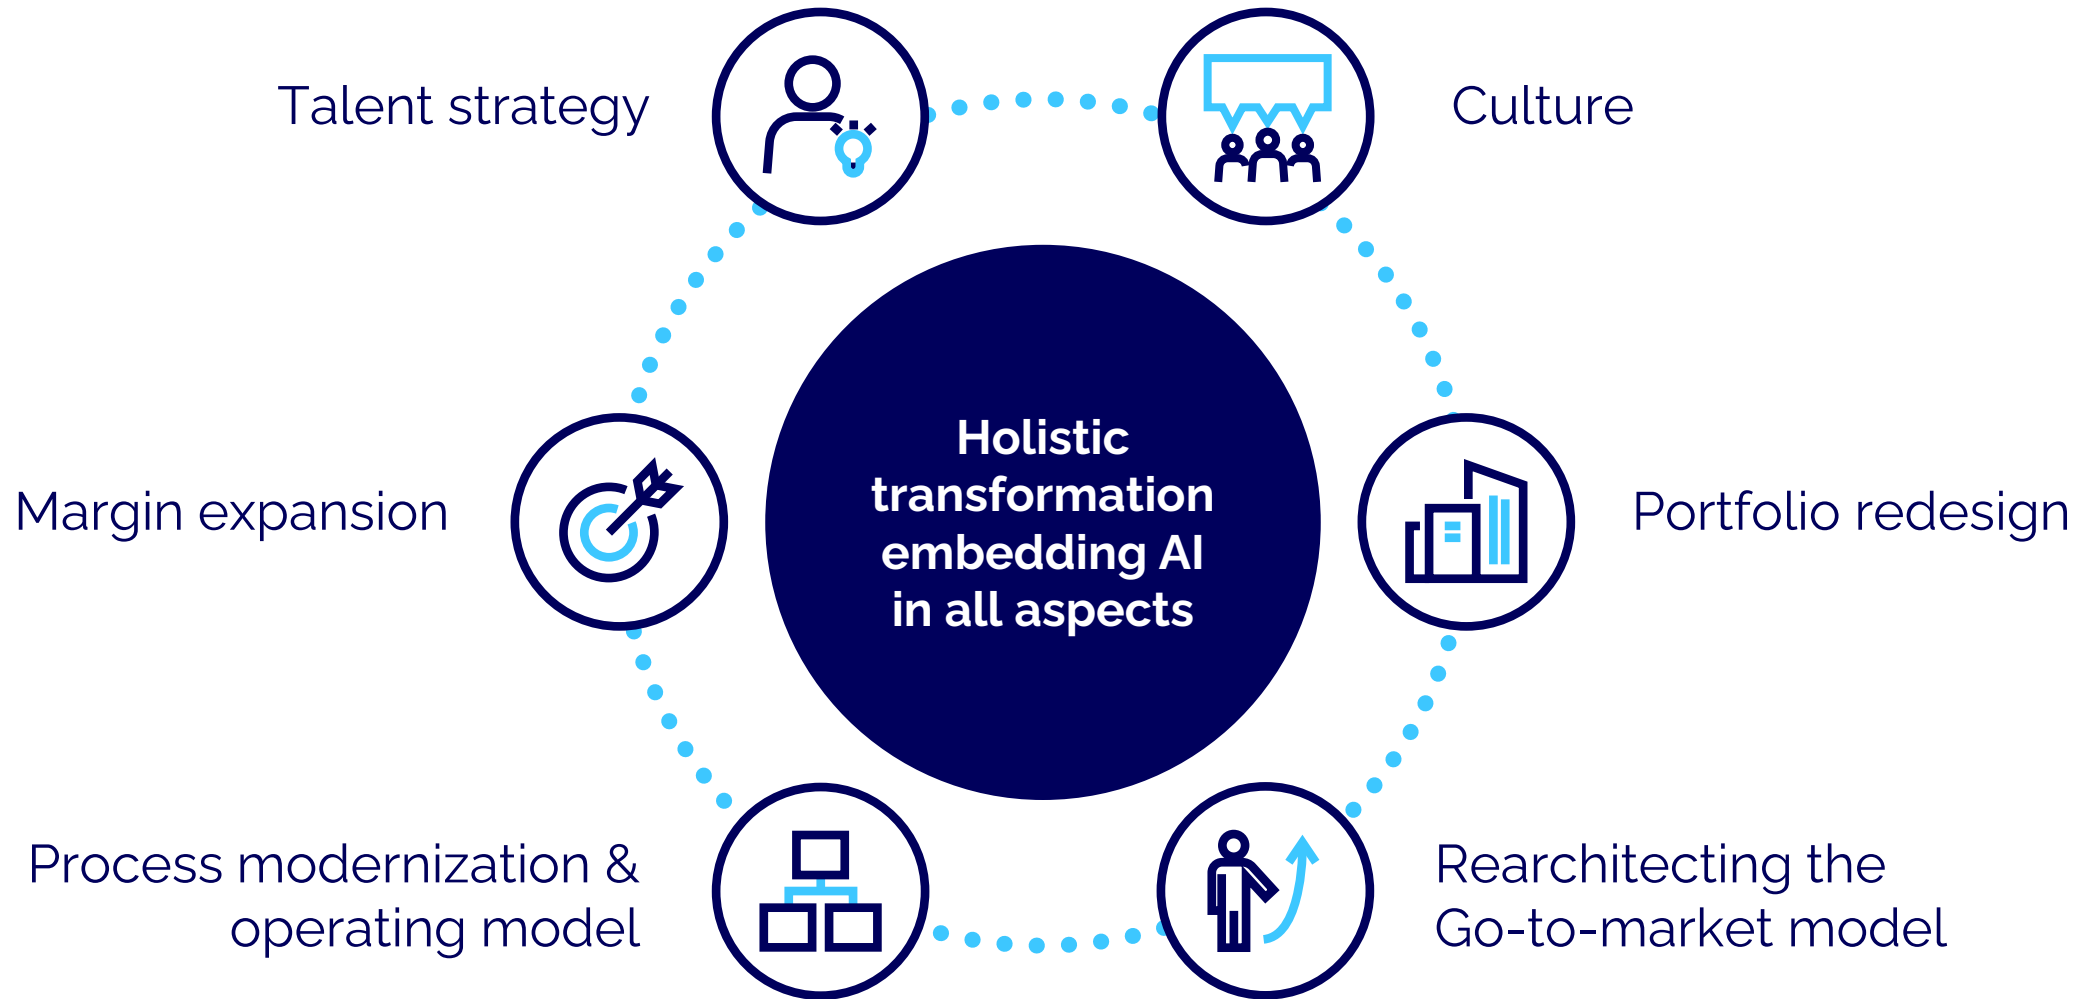 Talent strategy
Culture
Holistic
transformation
embedding AI
in all aspects
Margin expansion
Portfolio redesign
Process modernization &
operating model
Rearchitecting the
Go-to-market model